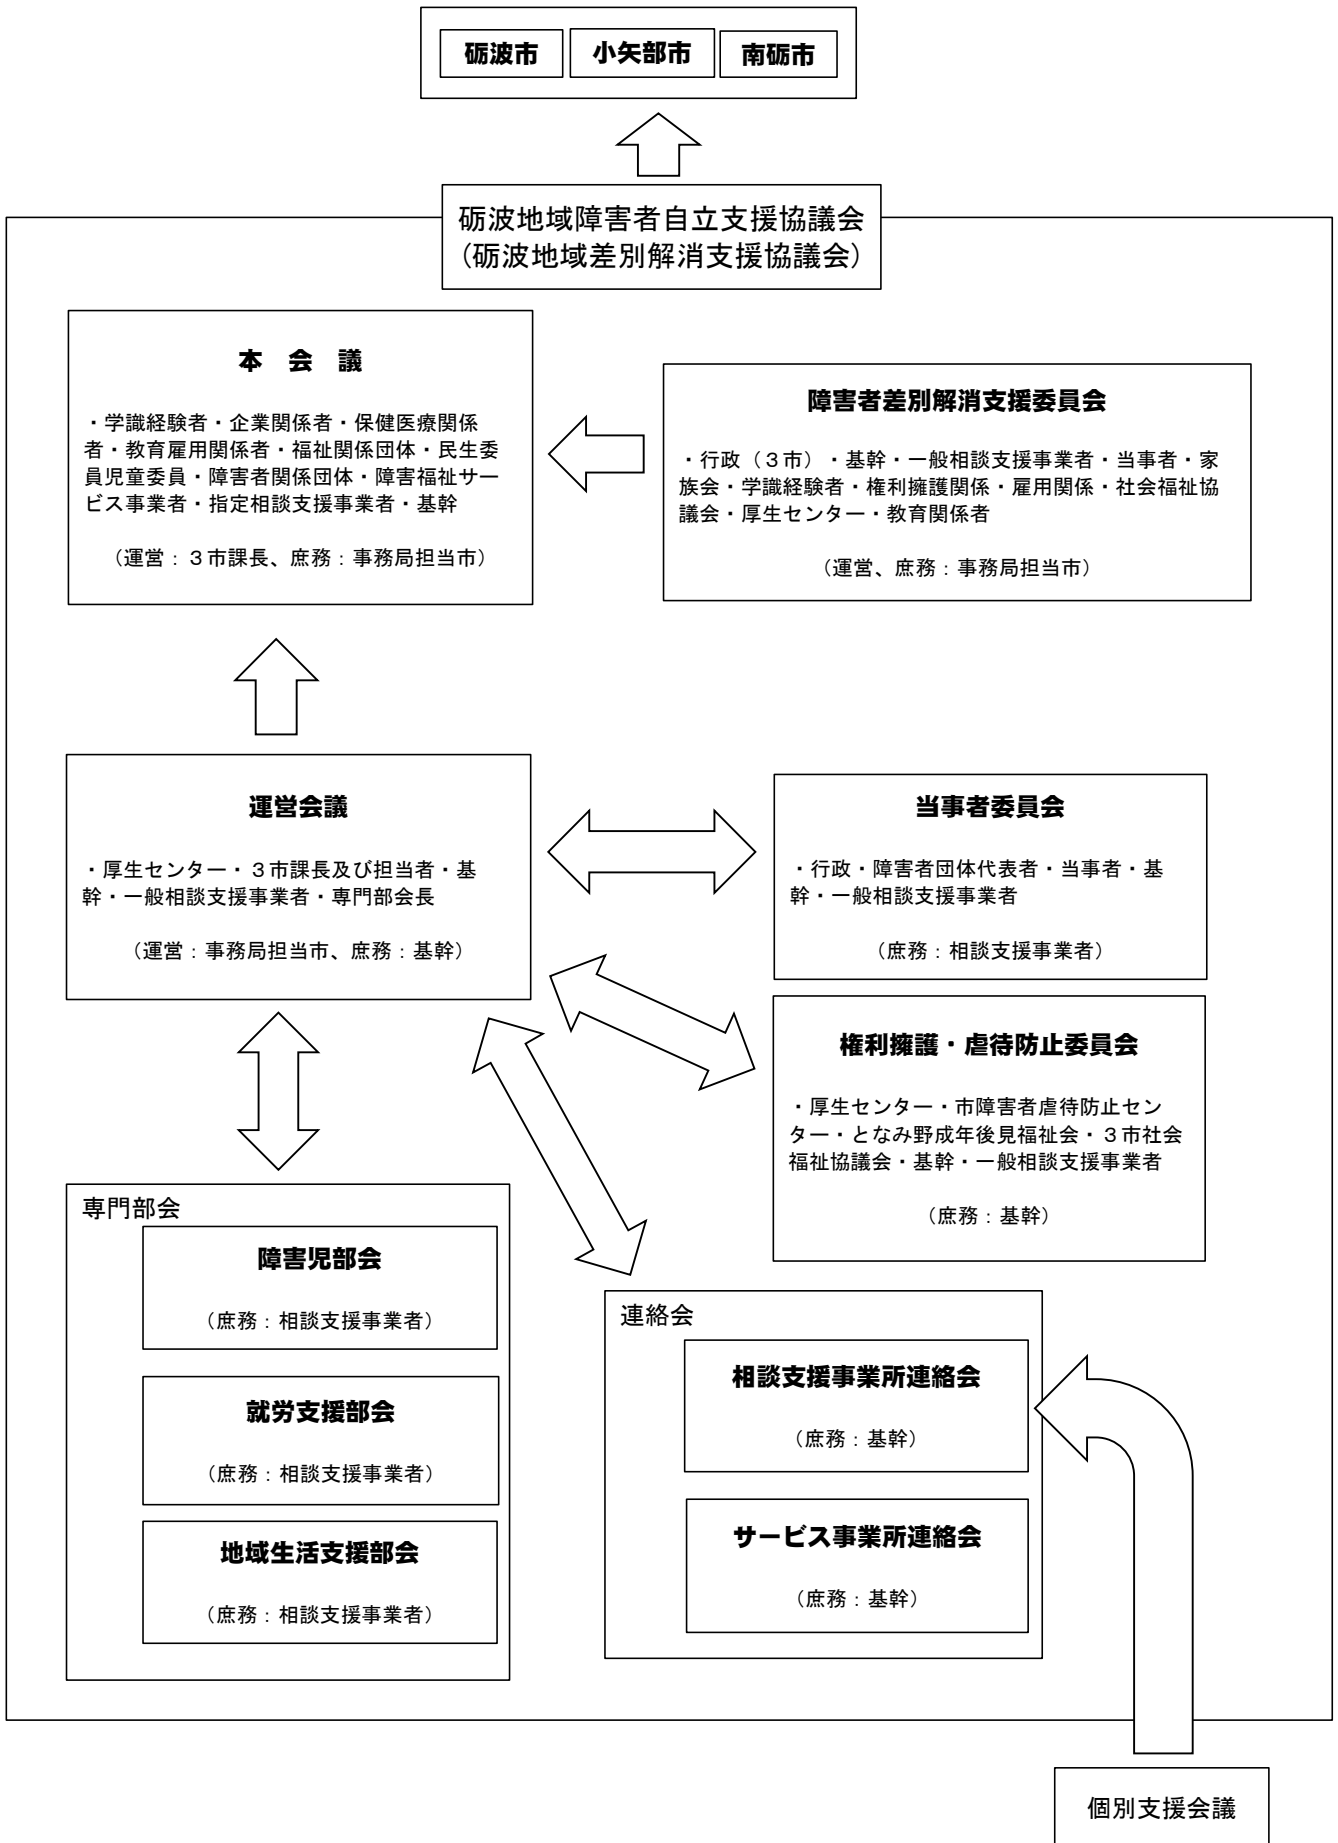 砺波市
小矢部市
南砺市
砺波地域障害者自立支援協議会
(砺波地域差別解消支援協議会)
本　会　議
・学識経験者・企業関係者・保健医療関係
者・教育雇用関係者・福祉関係団体・民生委
員児童委員・障害者関係団体・障害福祉サー
ビス事業者・指定相談支援事業者・基幹
（運営：３市課長、庶務：事務局担当市）
障害者差別解消支援委員会
・行政（３市）・基幹・一般相談支援事業者・当事者・家
族会・学識経験者・権利擁護関係・雇用関係・社会福祉協
議会・厚生センター・教育関係者
（運営、庶務：事務局担当市）
運営会議
・厚生センター・３市課長及び担当者・基
幹・一般相談支援事業者・専門部会長
（運営：事務局担当市、庶務：基幹）
当事者委員会
・行政・障害者団体代表者・当事者・基
幹・一般相談支援事業者
（庶務：相談支援事業者）
権利擁護・虐待防止委員会
・厚生センター・市障害者虐待防止セン
ター・となみ野成年後見福祉会・３市社会
福祉協議会・基幹・一般相談支援事業者
（庶務：基幹）
専門部会
障害児部会
（庶務：相談支援事業者）
就労支援部会
（庶務：相談支援事業者）
地域生活支援部会
（庶務：相談支援事業者）
連絡会
相談支援事業所連絡会
（庶務：基幹）
サービス事業所連絡会
（庶務：基幹）
個別支援会議